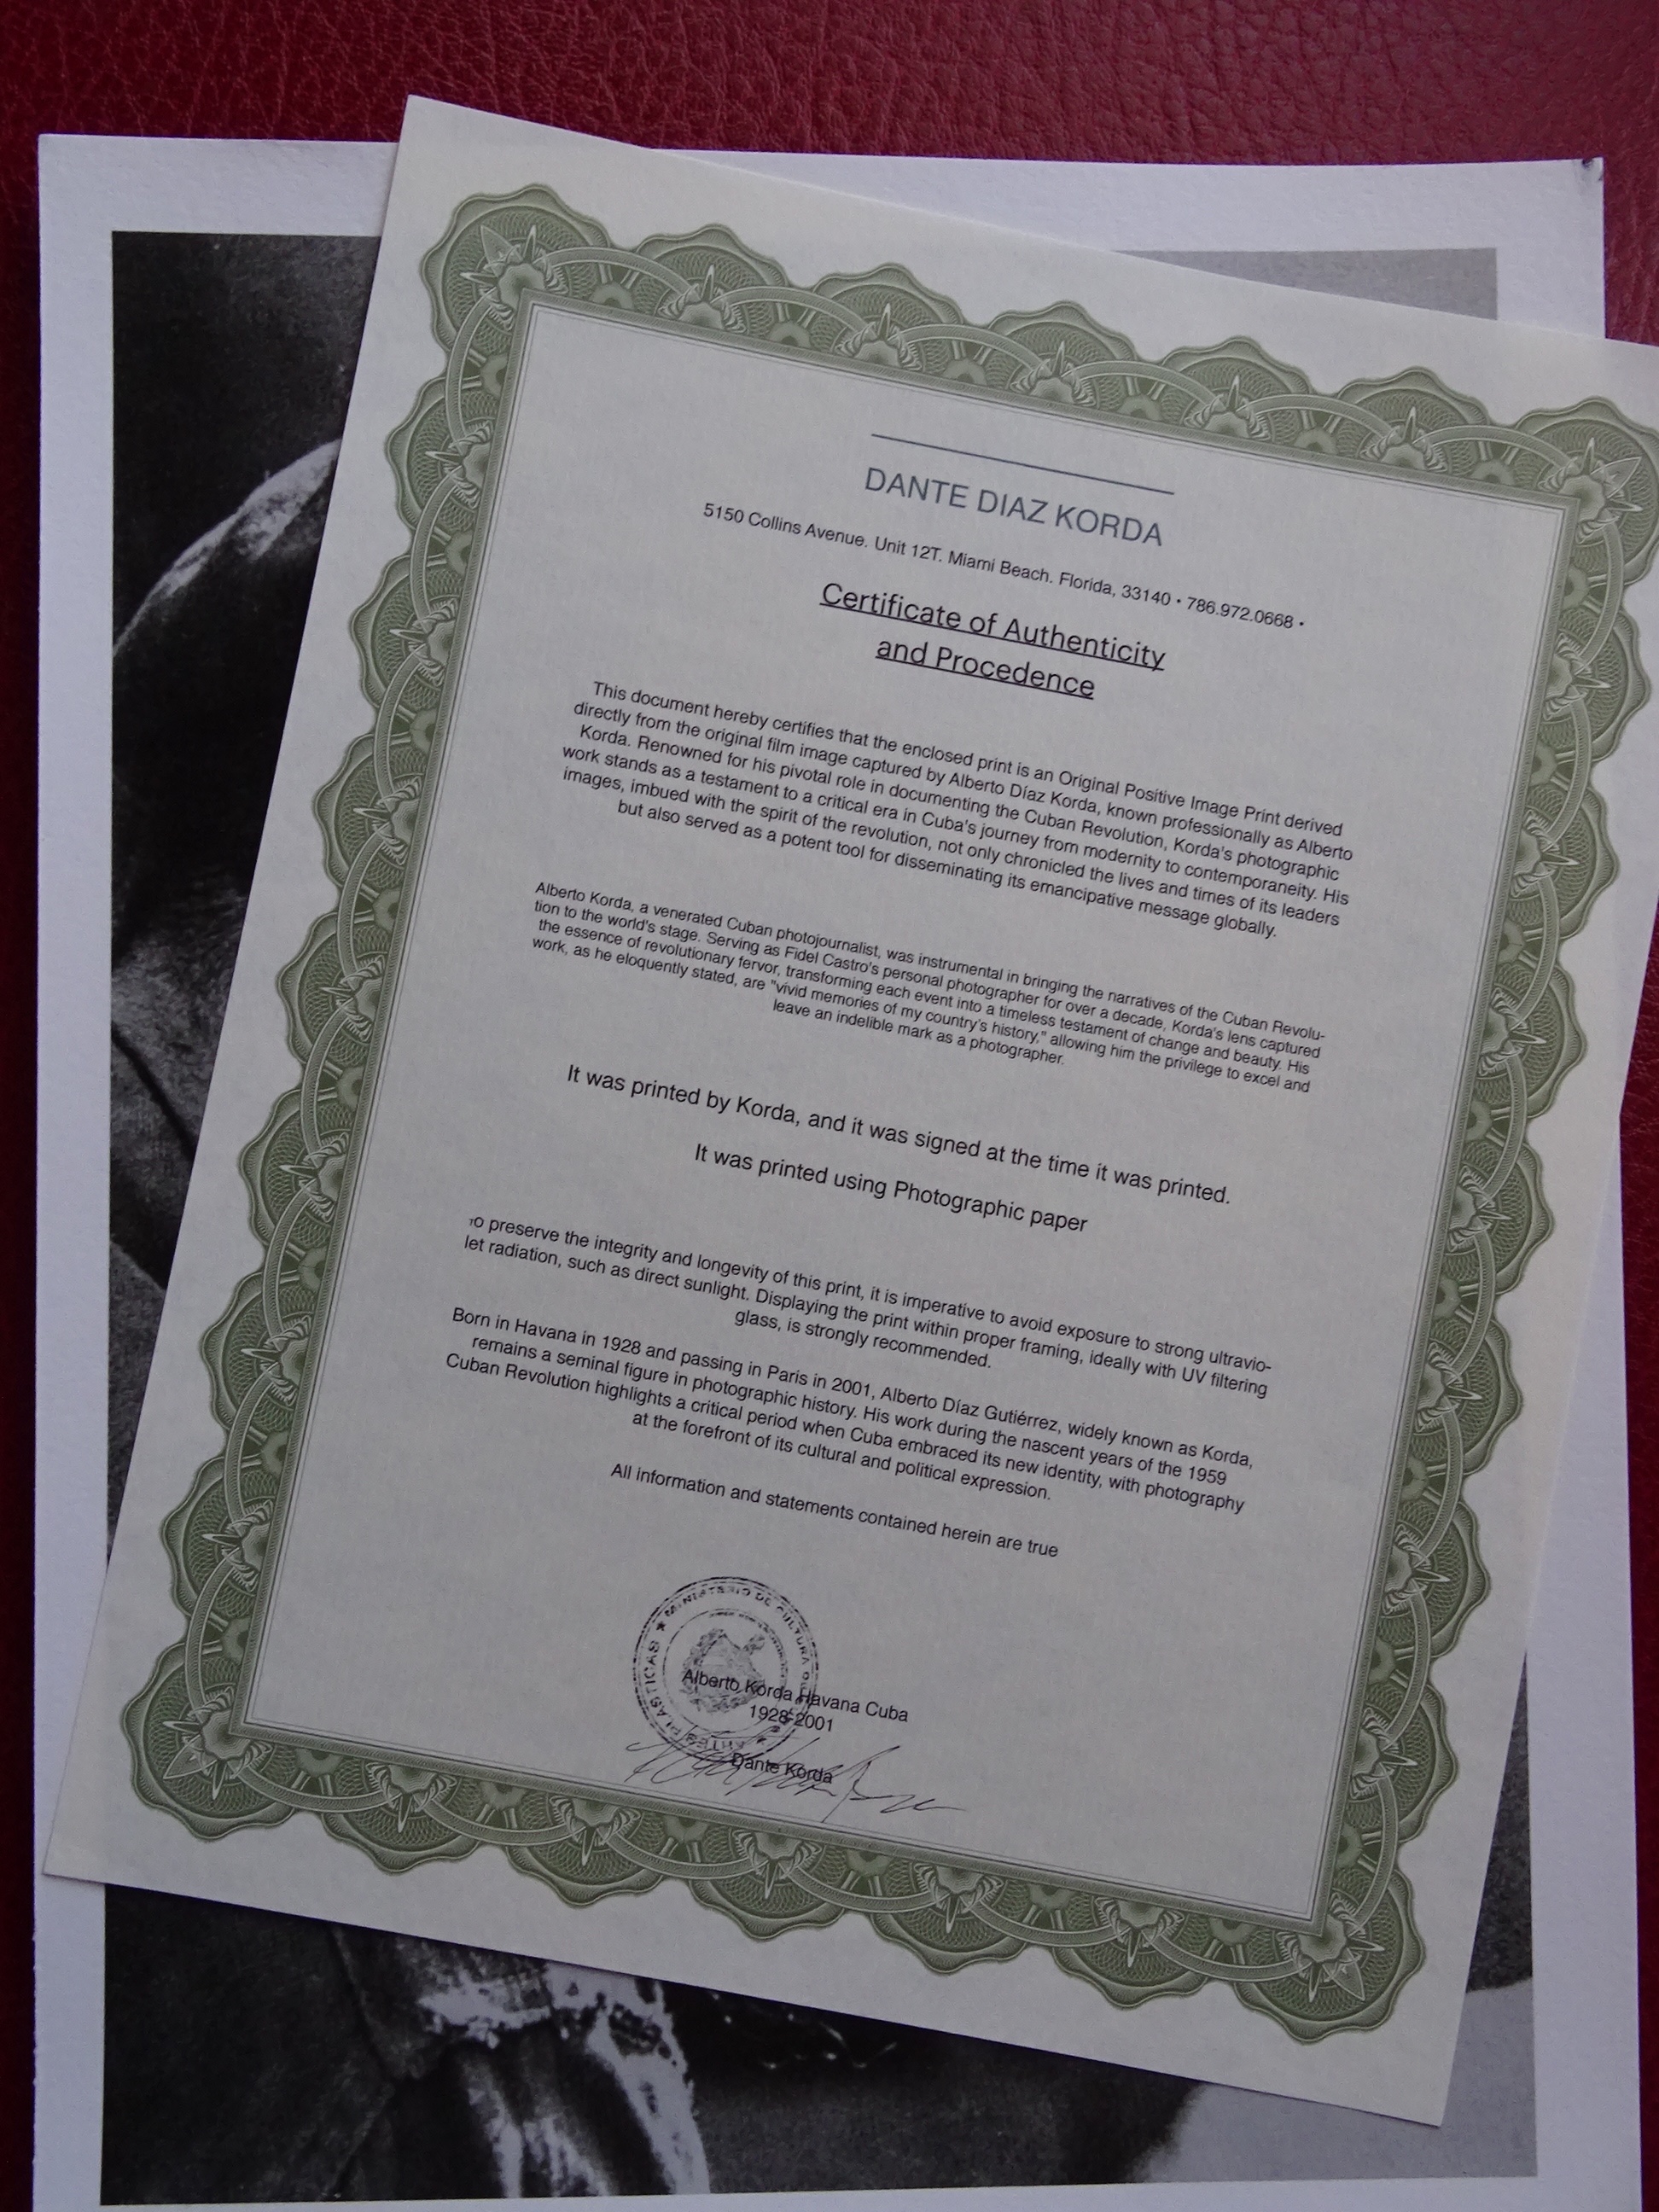 DANTE DIAZ KORDA
5150 Collins Avenue. Unit 12T. Miami Beach. Florida, 33140 • 786.972.0668 •
Certificate of Authenticity
and Procedence
This document hereby certifies that the enclosed print is an Original Positive Image Print derived
directly from the original film image captured by Alberto Díaz Korda, known professionally as Alberto
Korda. Renowned for his pivotal role in documenting the Cuban Revolution, Korda's photographic
work stands as a testament to a critical era in Cuba's journey from modernity to contemporaneity. His
images, imbued with the spirit of the revolution, not only chronicled the lives and times of its leaders
but also served as a potent tool for disseminating its emancipative message globally.
Alberto Korda, a venerated Cuban photojournalist, was instrumental in bringing the narratives of the Cuban Revolu-
tion to the world's stage. Serving as Fidel Castro's personal photographer for over a decade, Korda's lens captured
the essence of revolutionary fervor, transforming each event into a timeless testament of change and beauty. His
work, as he eloquently stated, are "vivid memories of my country's history," allowing him the privilege to excel and
leave an indelible mark as a photographer.
It was printed by Korda, and it was signed at the time it was printed.
It was printed using Photographic paper
To preserve the integrity and longevity of this print, it is imperative to avoid exposure to strong ultravio-
let radiation, such as direct sunlight. Displaying the print within proper framing, ideally with UV filtering
glass, is strongly recommended.
Born in Havana in 1928 and passing in Paris in 2001, Alberto Díaz Gutiérrez, widely known as Korda,
remains a seminal figure in photographic history. His work during the nascent years of the 1959
Cuban Revolution highlights a critical period when Cuba embraced its new identity, with photography
at the forefront of its cultural and political expression.
All information and statements contained herein are true
MINISTERIO DE CULTURA
ARTES PLASTICAS
Alberto Korda Havana Cuba
1928-2001
Dante Korda